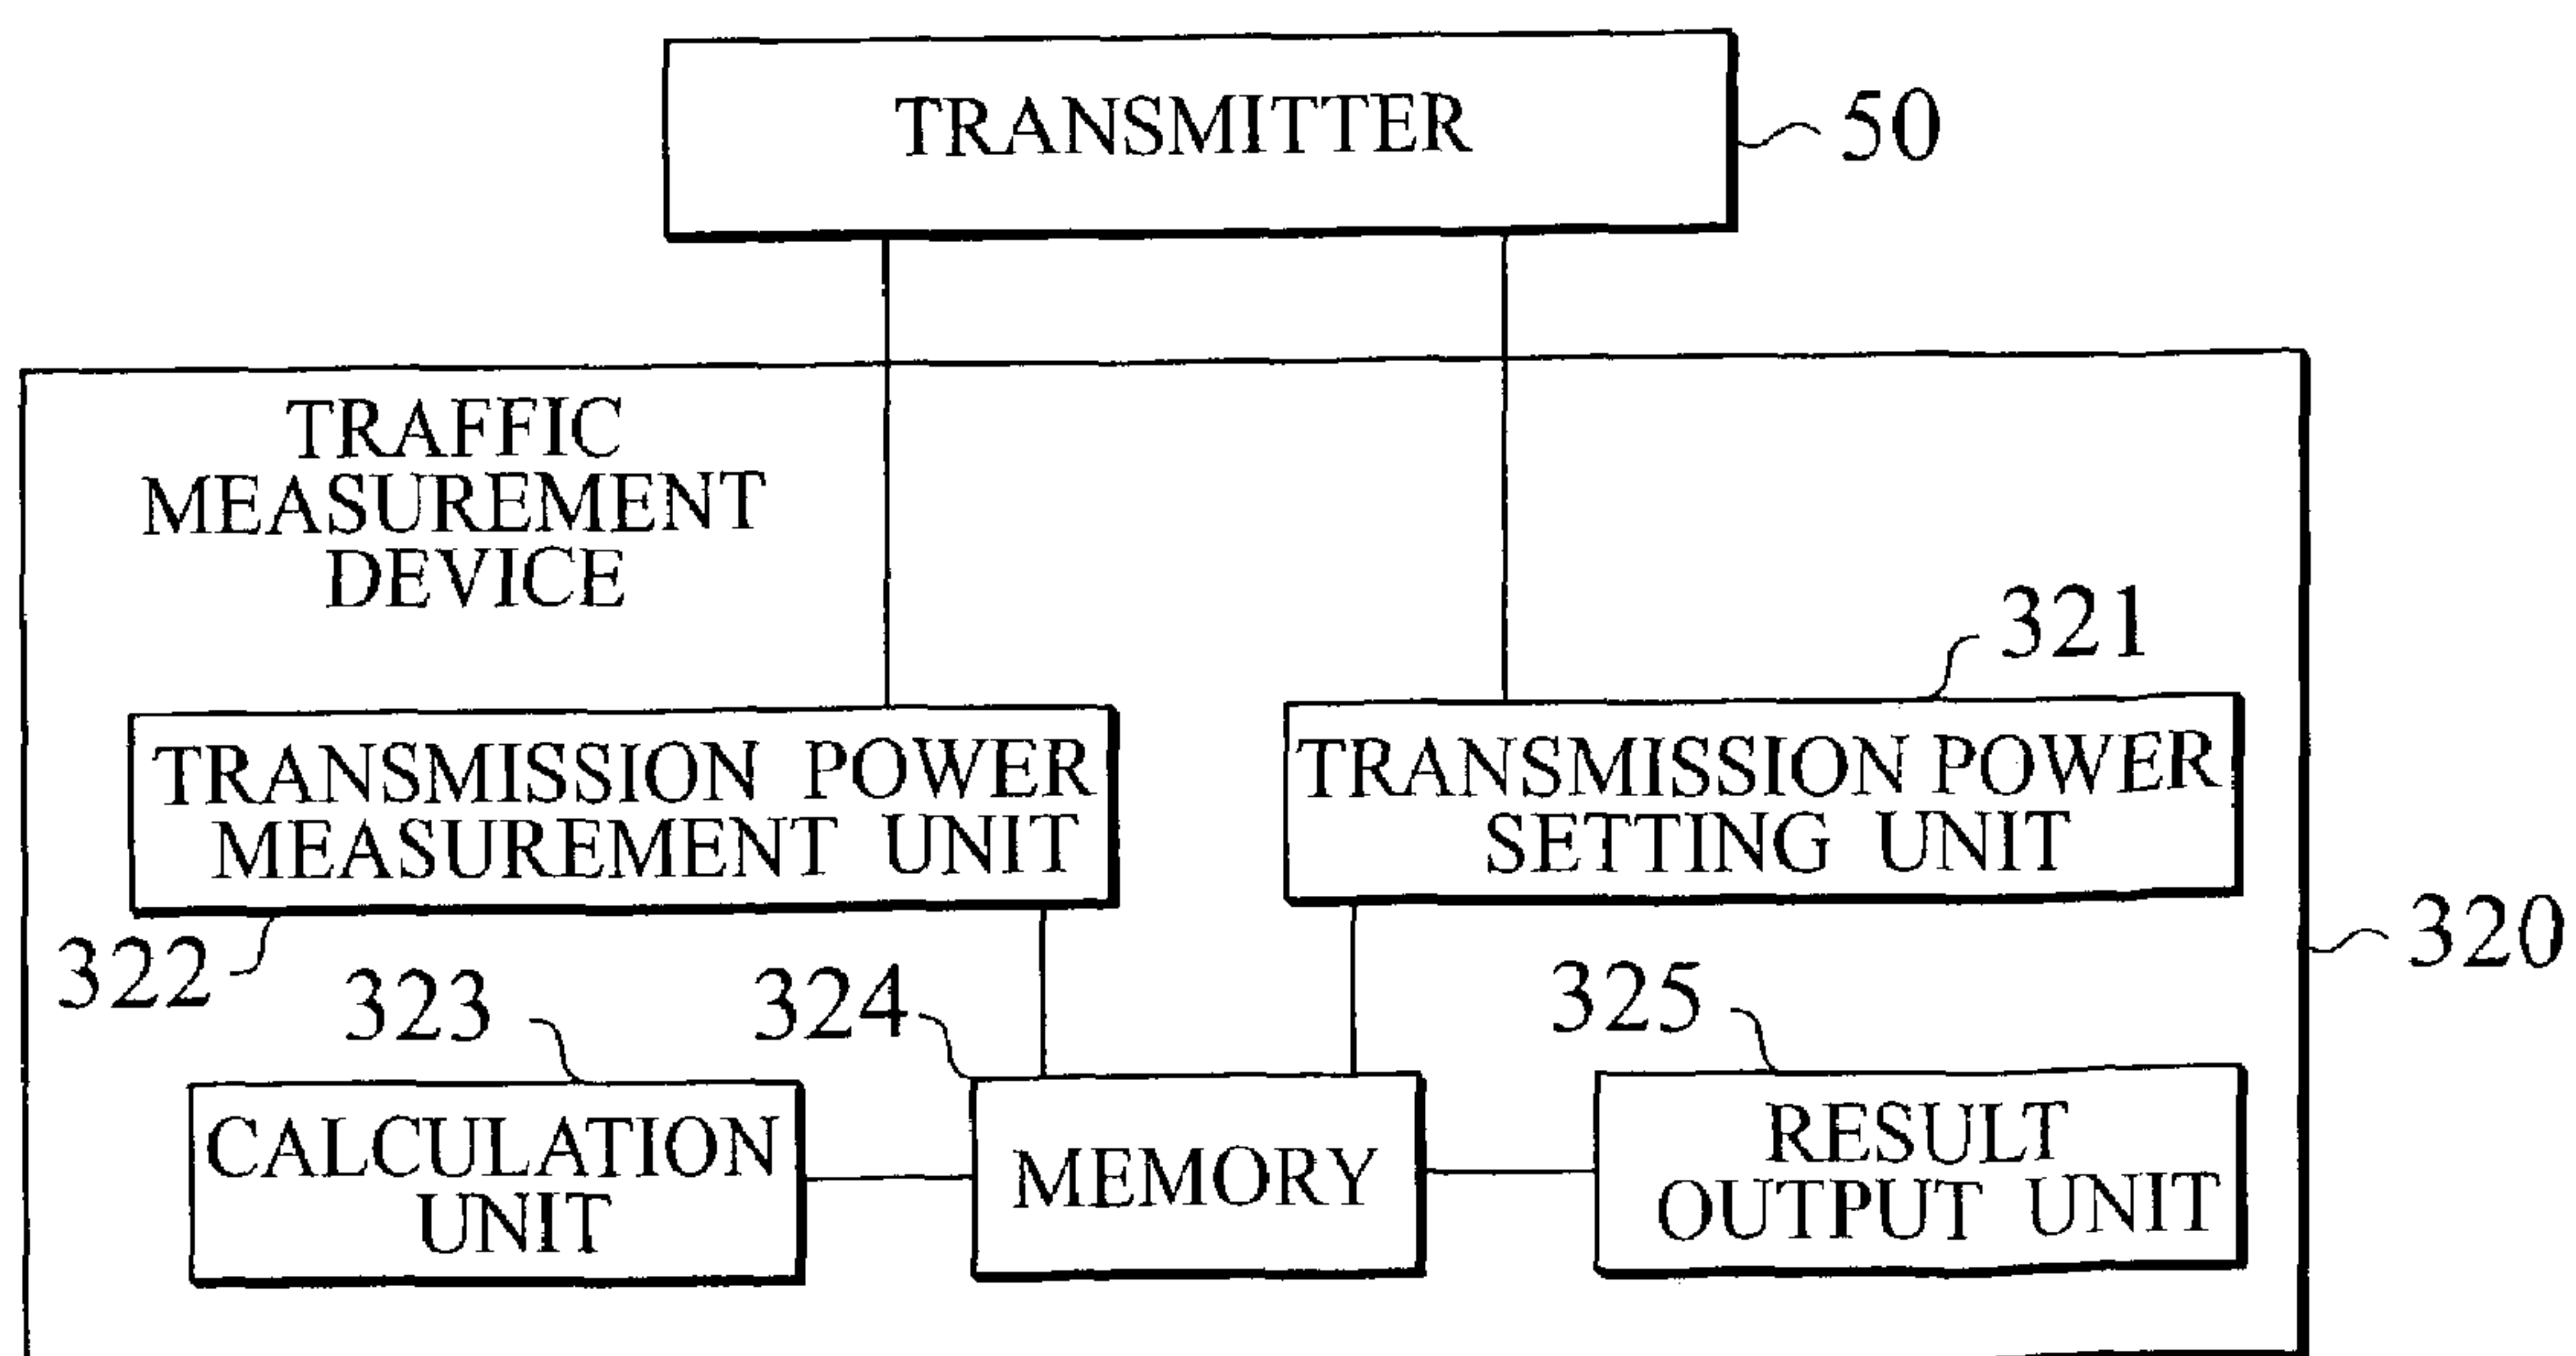 TRANSMITTER
50
TRAFFIC
MEASUREMENT
DEVICE
321
TRANSMISSION POWER
MEASUREMENT UNIT
TRANSMISSION POWER
SETTING UNIT
320
322
323
324
325
CALCULATION
UNIT
MEMORY
RESULT
OUTPUT UNIT